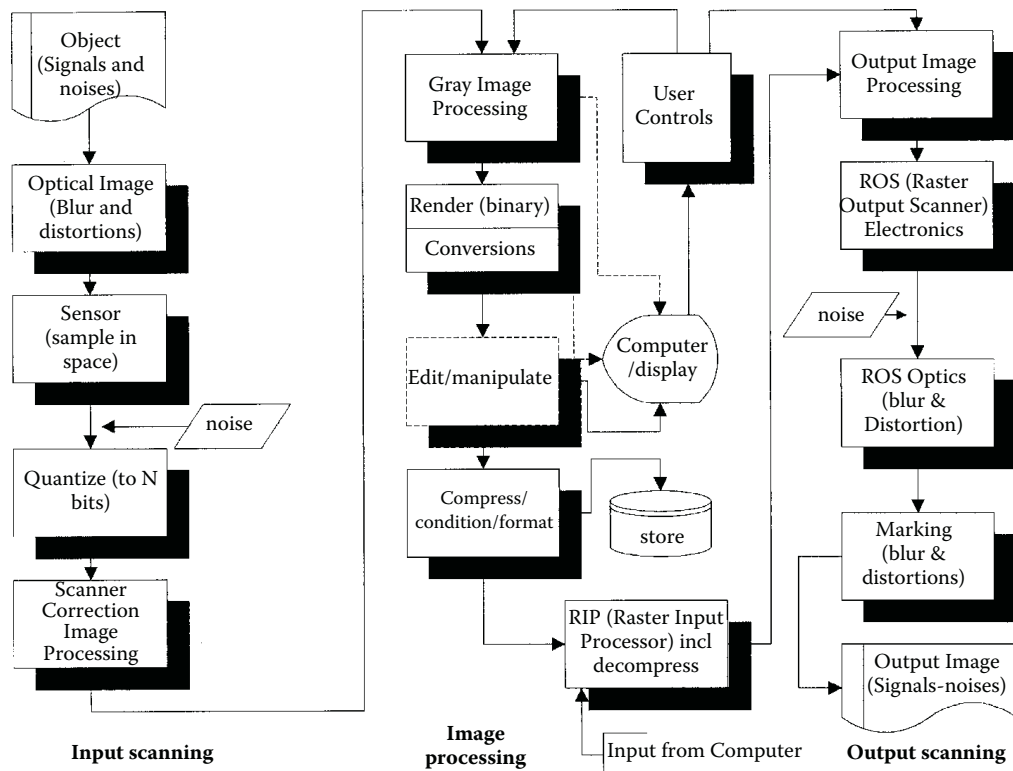 Object
(Signals and
noises)
Optical Image
(Blur and
distortions)
Sensor
(sample in
space)
noise
Quantize (to N
bits)
Scanner
Correction
Image
Processing
Input scanning
Gray Image
Processing
Render (binary)
Conversions
Edit/manipulate
Compress/
condition/format
User
Controls
Computer
/display
store
RIP (Raster Input
Processor) incl
decompress
Input from Computer
Image
processing
Output Image
Processing
ROS (Raster
Output Scanner)
Electronics
noise
ROS Optics
(blur &
Distortion)
Marking
(blur &
distortions)
Output Image
(Signals-noises)
Output scanning